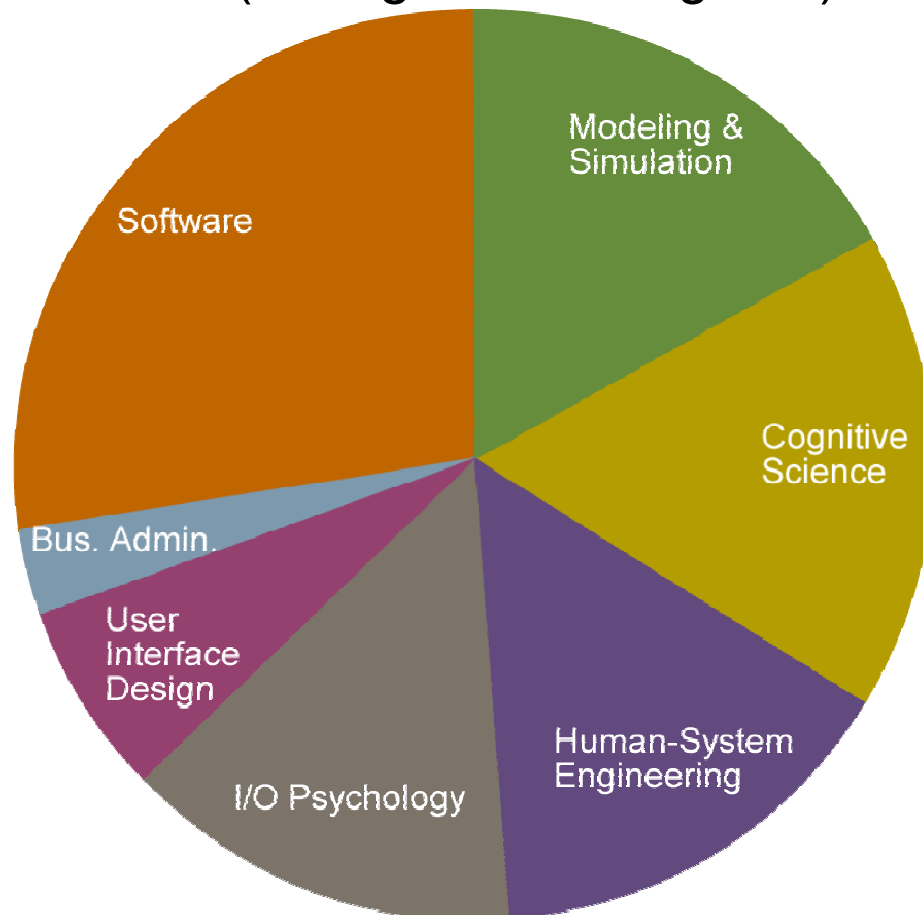 Modeling &
Simulation
Software
Cognitive
Science
Bus. Admin.
User
Interface
Design
Human-System
Engineering
I/O Psychology